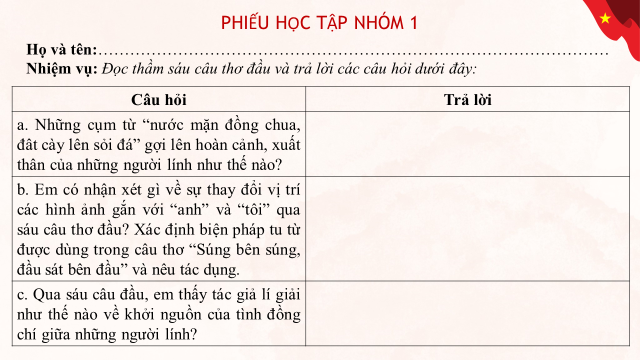 PHIẾU HỌC TẬP NHÓM 1
Họ và tên:……………………………………………………………………………………
Nhiệm vụ: Đọc thầm sáu câu thơ đầu và trả lời các câu hỏi dưới đây:
Câu hỏi
Trả lời
a. Những cụm từ “nước mặn đồng chua,
đât cày lên sỏi đá” gợi lên hoàn cảnh, xuất
thân của những người lính như thế nào?
b. Em có nhận xét gì về sự thay đổi vị trí
các hình ảnh gắn với “anh” và “tôi” qua
sáu câu thơ đầu? Xác định biện pháp tu từ
được dùng trong câu thơ “Súng bên súng,
đầu sát bên đầu” và nêu tác dụng.
c. Qua sáu câu đầu, em thấy tác giả lí giải
như thế nào về khởi nguồn của tình đồng
chí giữa những người lính?